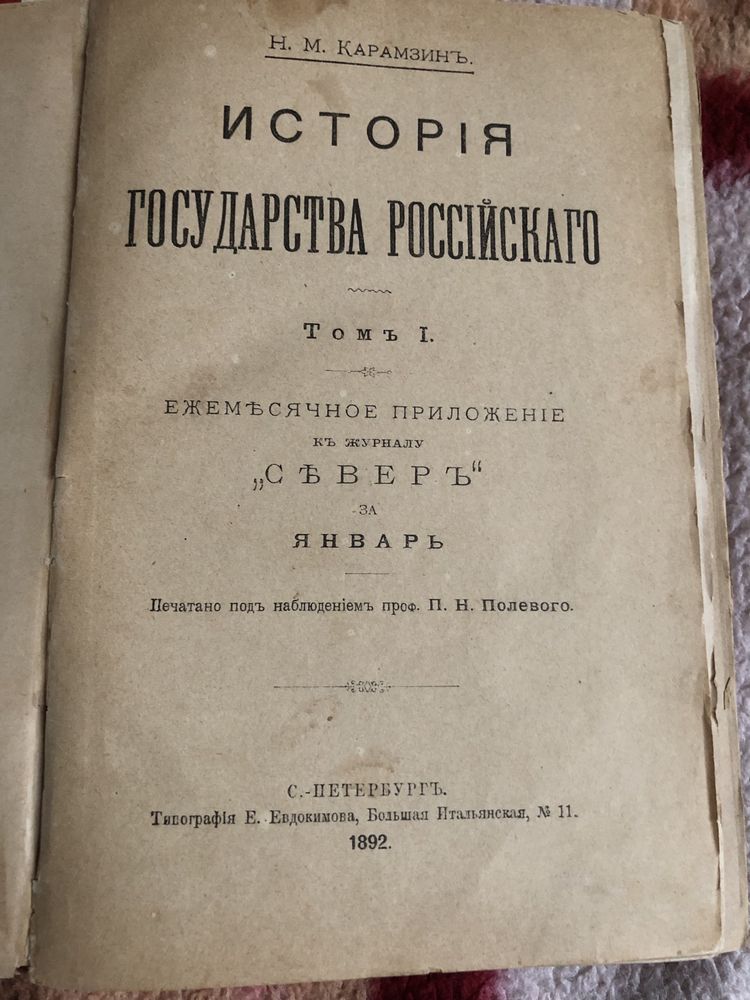 Н. М. Карамзинъ.
ИСТОРІЯ
ГОСУДАРСТВА РОССІЙСКАГО
Томъ I.
ЕЖЕМѢСЯЧНОЕ ПРИЛОЖЕНІЕ
КЪ ЖУРНАЛУ
„СѢВЕРЪ“
ЗА
ЯНВАРЬ
Печатано подъ наблюденіемъ проф. П. Н. Полевого.
С.-ПЕТЕРБУРГЪ.
Типографія Е. Евдокимова, Большая Итальянская, № 11.
1892.